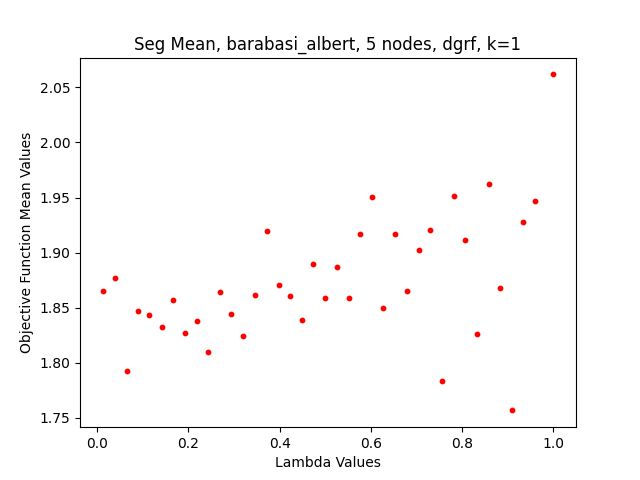 Seg Mean, barabasi_albert, 5 nodes, dgrf, k=1
Objective Function Mean Values
2.05
2.00
1.95
1.90
1.85
1.80
1.75
0.0 0.2 0.4 0.6 0.8 1.0
Lambda Values